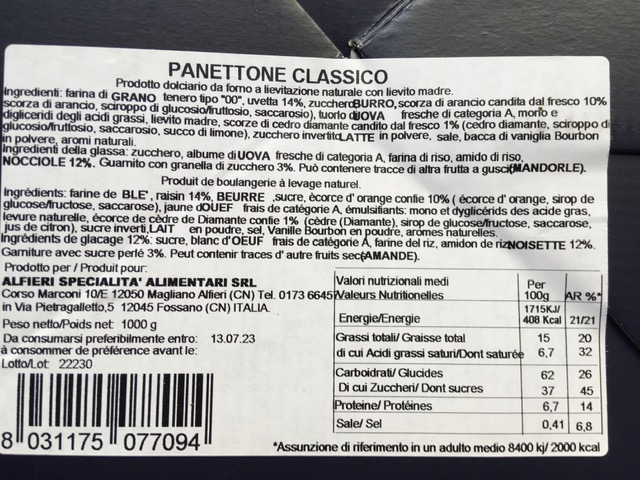 PANETTONE CLASSICO
Prodotto dolciario da forno a lievitazione naturale con lievito madre.
Ingredienti: farina di GRANO tenero tipo "00", uvetta 14%, zucchero BURRO, scorza di arancio candita dal fresco 10%
scorza di arancio, sciroppo di glucosio/fruttosio, saccarosio), tuorlo d UOVA fresche di categoria A, mono e
digliceridi degli acidi grassi, lievito madre, scorze di cedro diamante candito dal fresco 1% (cedro diamante, sciroppo di
glucosio/fruttosio, saccarosio, succo di limone), zucchero invertito LATTE in polvere, sale, bacca di vaniglia Bourbon
in polvere, aromi naturali.
Ingredienti della glassa: zucchero, albume di UOVA fresche di categoria A, farina di riso, amido di riso,
NOCCIOLE 12%. Guarnito con granella di zucchero 3%. Può contenere tracce di altra frutta a gusci (MANDORLE).
Produit de boulangerie à levage naturel.
Ingrédients: farine de BLE', raisin 14%, BEURRE ,sucre, ècorce d' orange confie 10% ( écorce d' orange, sirop de
glucose/fructose, saccarose), jaune d OUEF frais de catégorie A, émulsifiants: mono et dyglicérids des acide gras,
levure naturelle, écorce de cèdre de Diamante confie 1% (cèdre (Diamante), sirop de glucose/fructose, saccarose,
jus de citron), sucre inverti, LAIT en poudre, sel, Vanille Bourbon en poudre, aromes naturelles.
Ingrédients de glacage 12%: sucre, blanc d'OEUF frais de catégorie A, farine del riz, amidon de riz NOISETTE 12%.
Garniture avec sucre perlé 3%. Peut contenir traces d' autre fruits sec (AMANDE).
Prodotto per / Produit pour:
ALFIERI SPECIALITA' ALIMENTARI SRL
Corso Marconi 10/E 12050 Magliano Alfieri (CN) Tel. 0173 6645
in Via Pietragalletto,5 12045 Fossano (CN) ITALIA
Peso netto/Poids net: 1000 g
Da consumarsi preferibilmento entro: 13.07.23
à consommer de préférence avant le:
Lotto/Lot: 22230
8 031175 077094
Valori nutrizionali medi
Valeurs Nutritionelles
Per 100g AR %*
Energie/Energie 1715KJ/ 408 Kcal 21/21
Grassi totali/ Graisse total 15 20
di cui Acidi grassi saturi/Dont saturée 6,7 32
Carboidrati/ Glucides 62 26
Di cui Zuccheri/ Dont sucres 37 45
Proteine/ Protéines 6,7 14
Sale/ Sel 0,41 6,8
*Assunzione di riferimento in un adulto medio 8400 kj/ 2000 kcal